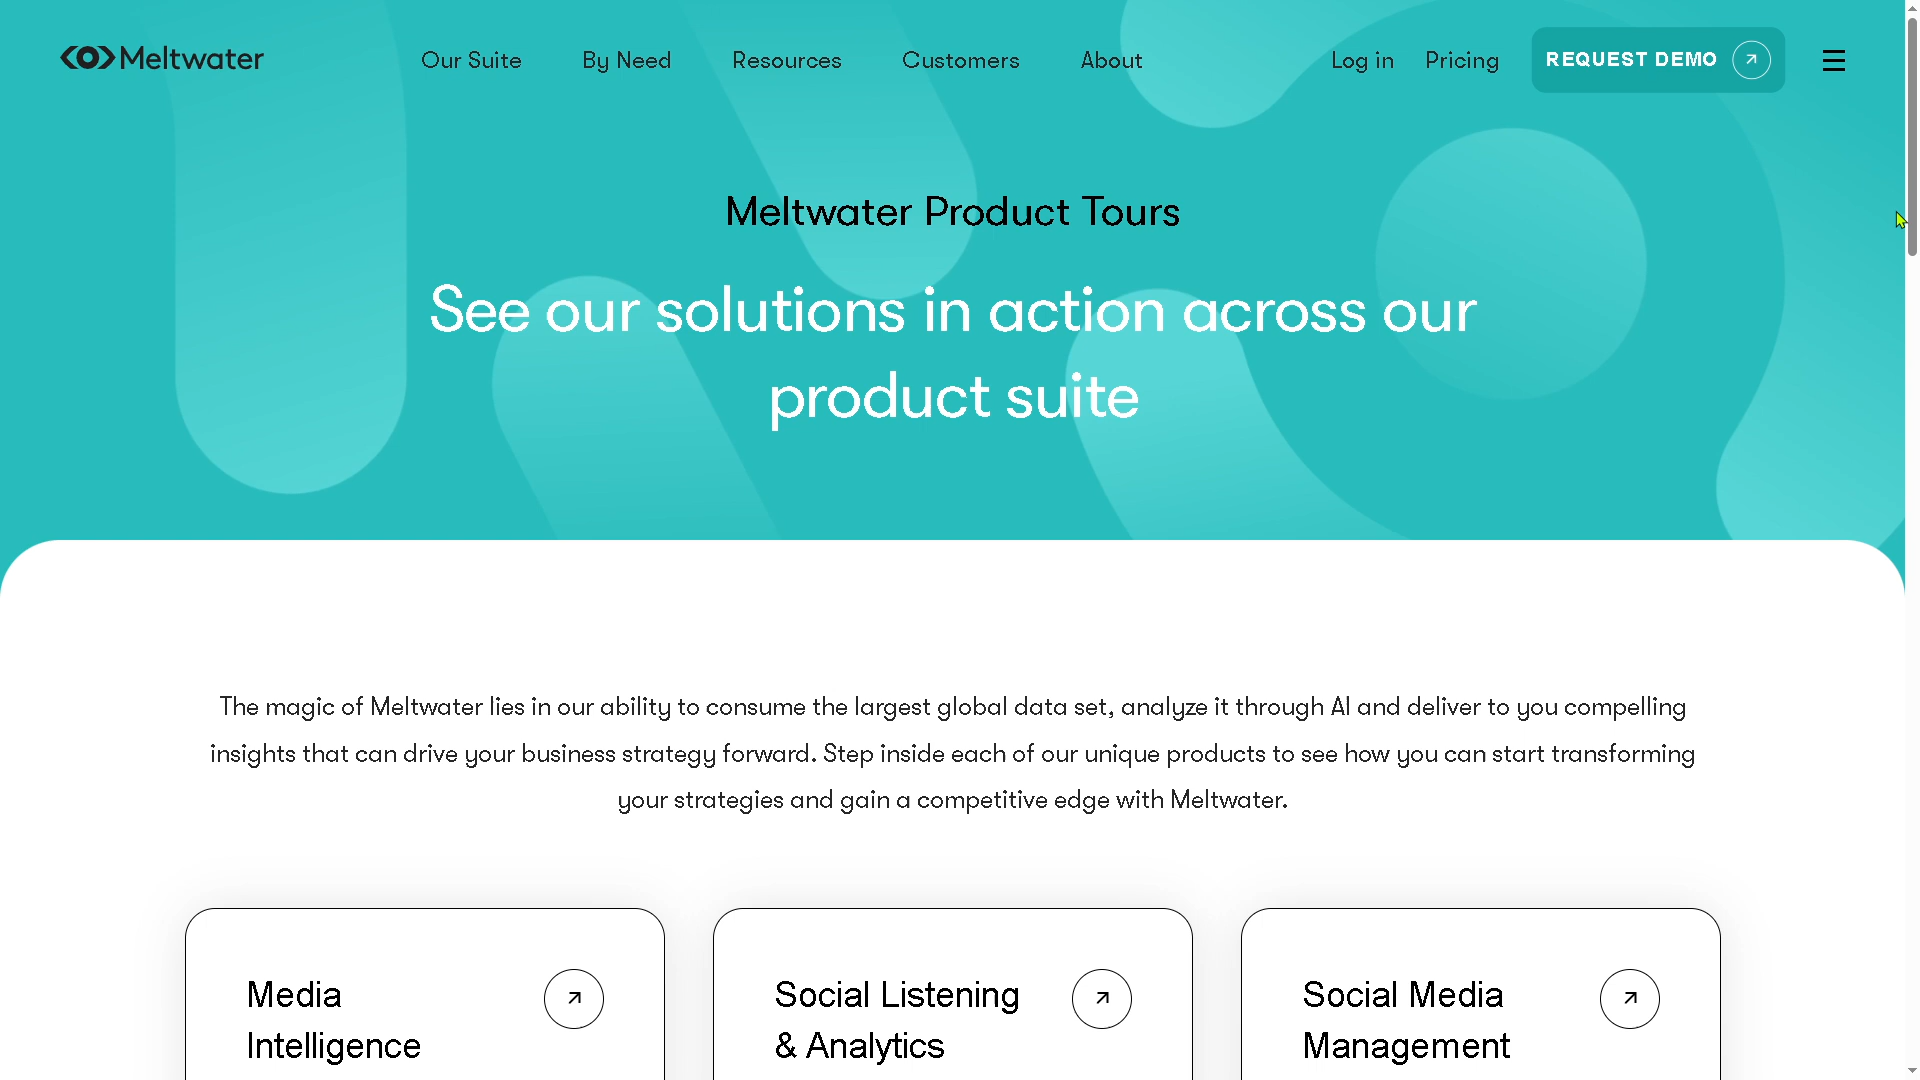 Meltwater
Our Suite
By Need
Resources
Customers
About
Log in
Pricing
REQUEST DEMO
Meltwater Product Tours
See our solutions in action across our
product suite
The magic of Meltwater lies in our ability to consume the largest global data set, analyze it through AI and deliver to you compelling
insights that can drive your business strategy forward. Step inside each of our unique products to see how you can start transforming
your strategies and gain a competitive edge with Meltwater.
Media
Intelligence
Social Listening
& Analytics
Social Media
Management